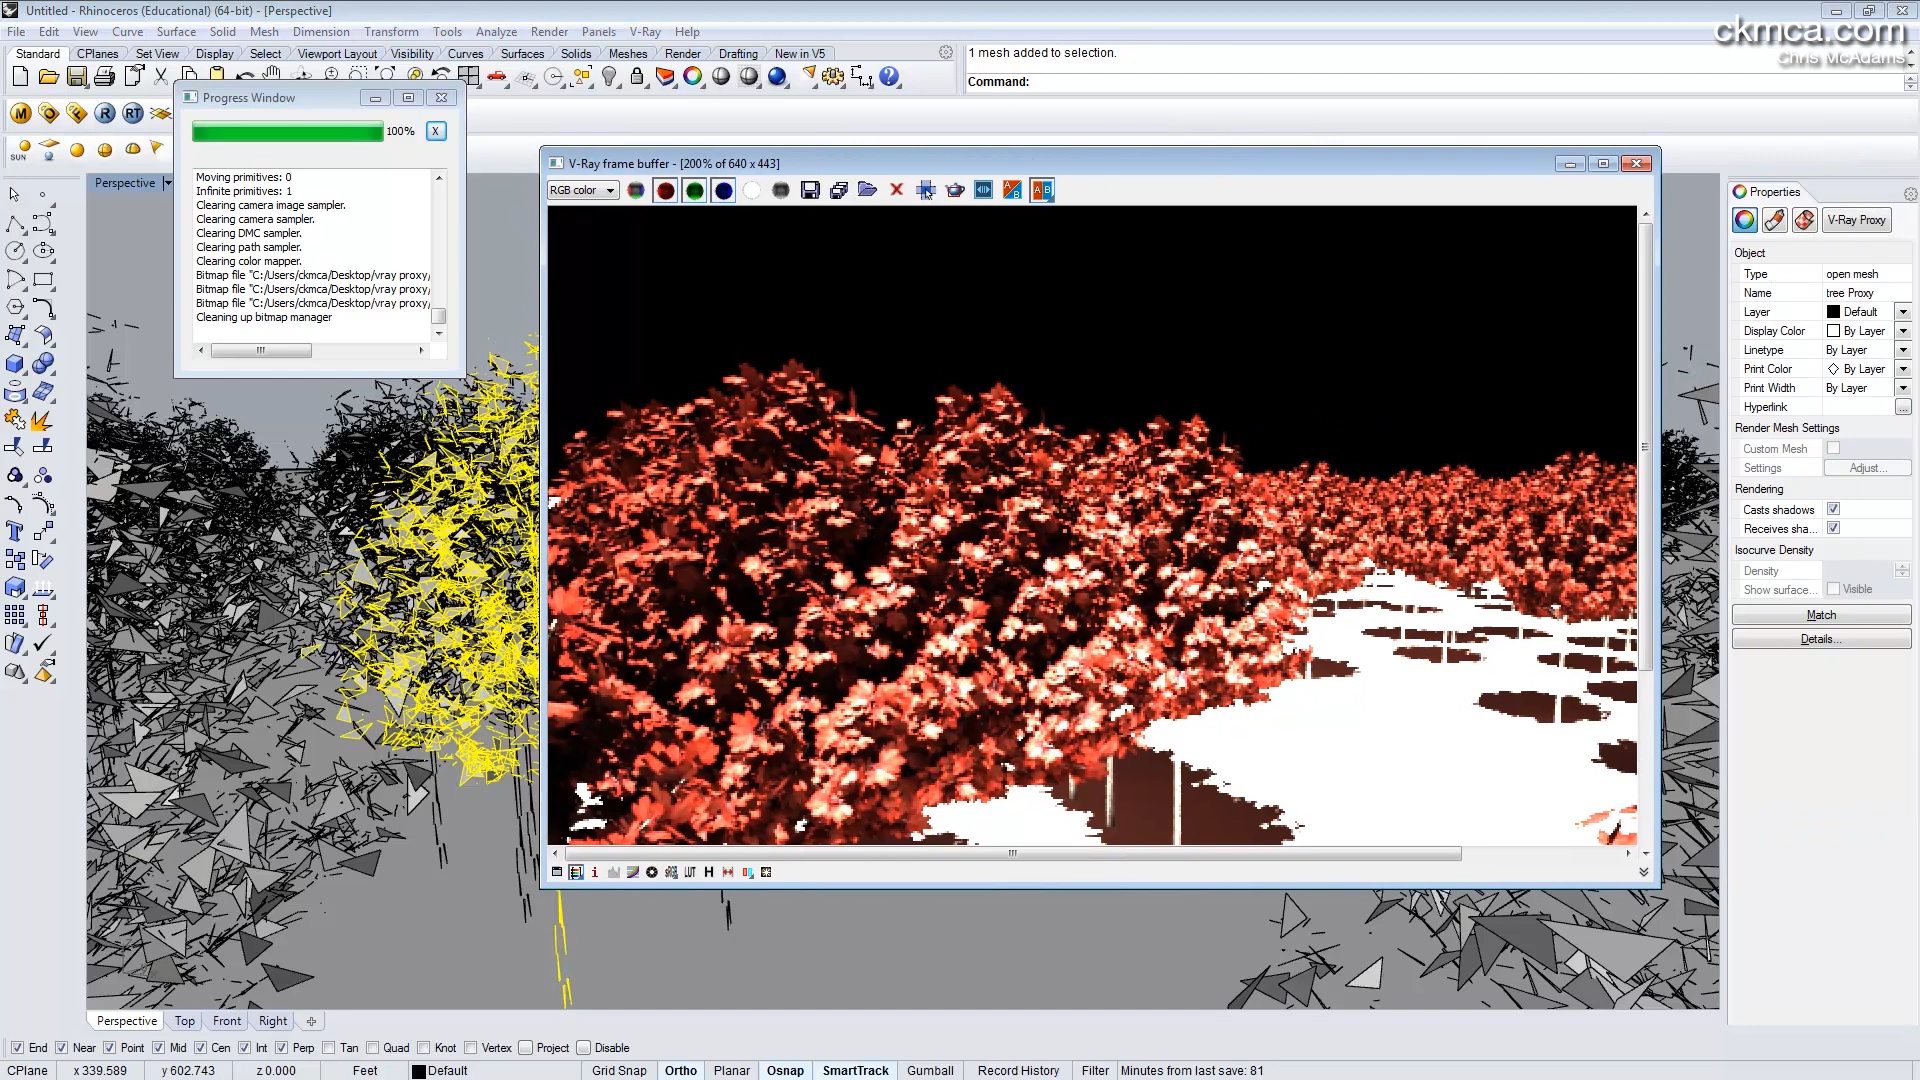 Untitled - Rhinoceros (Educational) (64-bit) - [Perspective]
File Edit View Curve Surface Solid Mesh Dimension Transform Tools Analyze Render Panels V-Ray Help
ckmca.com
Chris McAdams
Standard CPlanes Set View Display Select Viewport Layout Visibility Curves Surfaces Solids Meshes Render Drafting New in V5
1 mesh added to selection.
Command:
Progress Window
M O R RT
100% X
SUN
Moving primitives: 0
Infinite primitives: 1
Clearing camera image sampler.
Clearing camera sampler.
Clearing DMC sampler.
Clearing path sampler.
Clearing color mapper.
Bitmap file "C:/Users/ckmca/Desktop/vray proxy/
Bitmap file "C:/Users/ckmca/Desktop/vray proxy/
Bitmap file "C:/Users/ckmca/Desktop/vray proxy/
Cleaning up bitmap manager
Perspective
V-Ray frame buffer - [200% of 640 x 443]
RGB color
LUT H
Properties
V-Ray Proxy
Object
Type open mesh
Name tree Proxy
Layer Default
Display Color By Layer
Linetype By Layer
Print Color By Layer
Print Width By Layer
Hyperlink ...
Render Mesh Settings
Custom Mesh
Settings Adjust...
Rendering
Casts shadows
Receives sha...
Isocurve Density
Density
Show surface... Visible
Match
Details...
Perspective Top Front Right
End Near Point Mid Cen Int Perp Tan Quad Knot Vertex Project Disable
CPlane x 339.589 y 602.743 z 0.000 Feet Default Grid Snap Ortho Planar Osnap SmartTrack Gumball Record History Filter Minutes from last save: 81